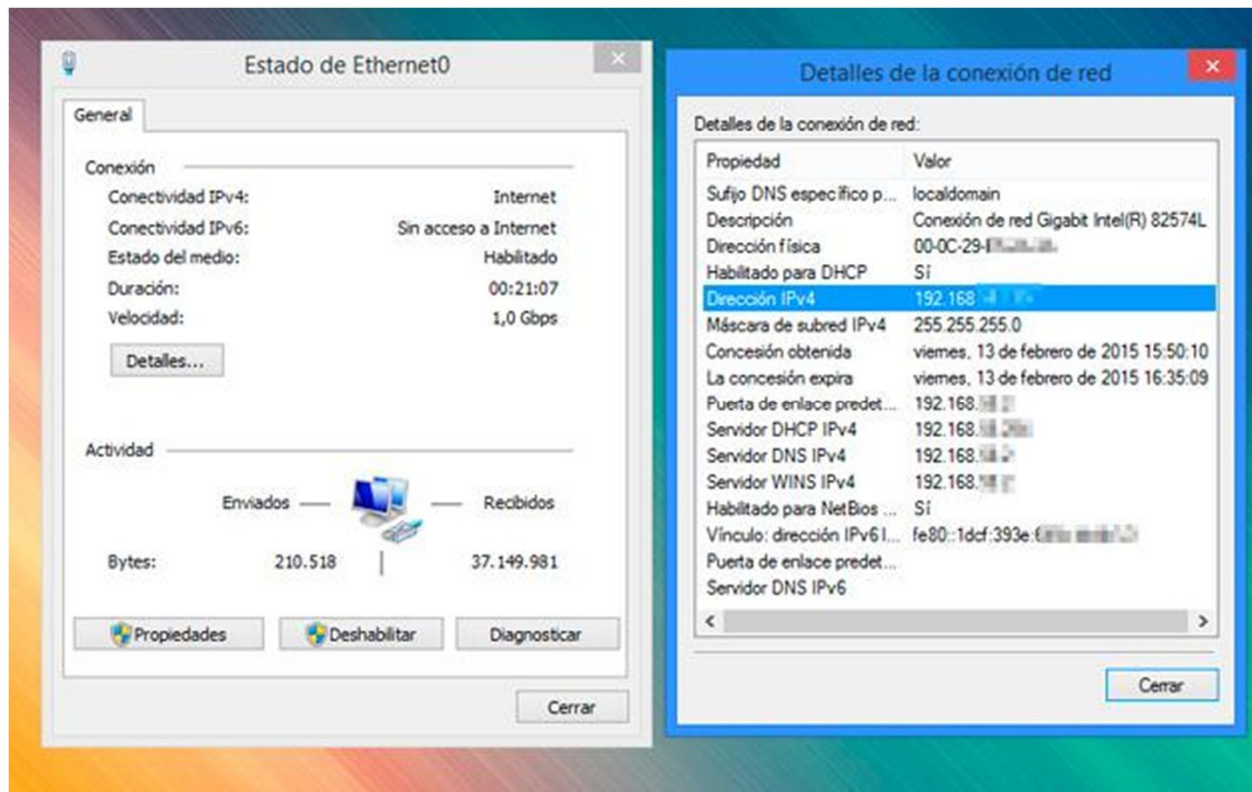 Estado de Ethernet0
General
Conexión
Conectividad IPv4: Internet
Conectividad IPv6: Sin acceso a Internet
Estado del medio: Habilitado
Duración: 00:21:07
Velocidad: 1,0 Gbps
Detalles...
Actividad
Enviados Recibidos
Bytes: 210.518 37.149.981
Propiedades Deshabilitar Diagnosticar
Cerrar
Detalles de la conexión de red
Detalles de la conexión de red:
Propiedad Valor
Sufijo DNS específico p... localdomain
Descripción Conexión de red Gigabit Intel(R) 82574L
Dirección física 00-0C-29-
Habilitado para DHCP Sí
Dirección IPv4 192.168
Máscara de subred IPv4 255.255.255.0
Concesión obtenida viernes, 13 de febrero de 2015 15:50:10
La concesión expira viernes, 13 de febrero de 2015 16:35:09
Puerta de enlace predet... 192.168.
Servidor DHCP IPv4 192.168.
Servidor DNS IPv4 192.168.
Servidor WINS IPv4 192.168.
Habilitado para NetBios ... Sí
Vínculo: dirección IPv6 l... fe80::1dcf:393e:
Puerta de enlace predet...
Servidor DNS IPv6
Cerrar